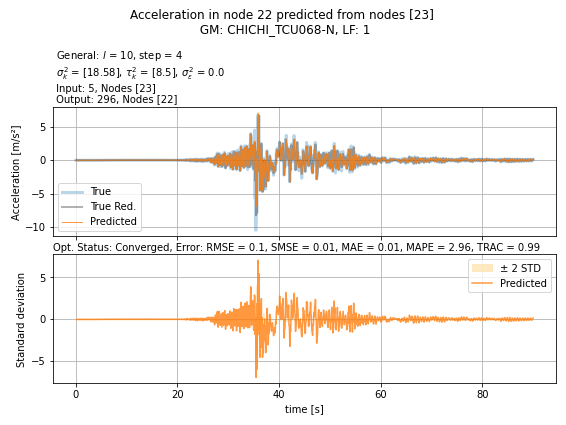 Acceleration in node 22 predicted from nodes [23]
GM: CHICHI_TCU068-N, LF: 1
General: l = 10, step = 4
σ²ₖ = [18.58], τ²ₖ = [8.5], σ²ε = 0.0
Input: 5, Nodes [23]
Output: 296, Nodes [22]
Acceleration [m/s²]
5
0
−5
−10
True
True Red.
Predicted
Opt. Status: Converged, Error: RMSE = 0.1, SMSE = 0.01, MAE = 0.01, MAPE = 2.96, TRAC = 0.99
Standard deviation
5
0
−5
± 2 STD
Predicted
0 20 40 60 80
time [s]